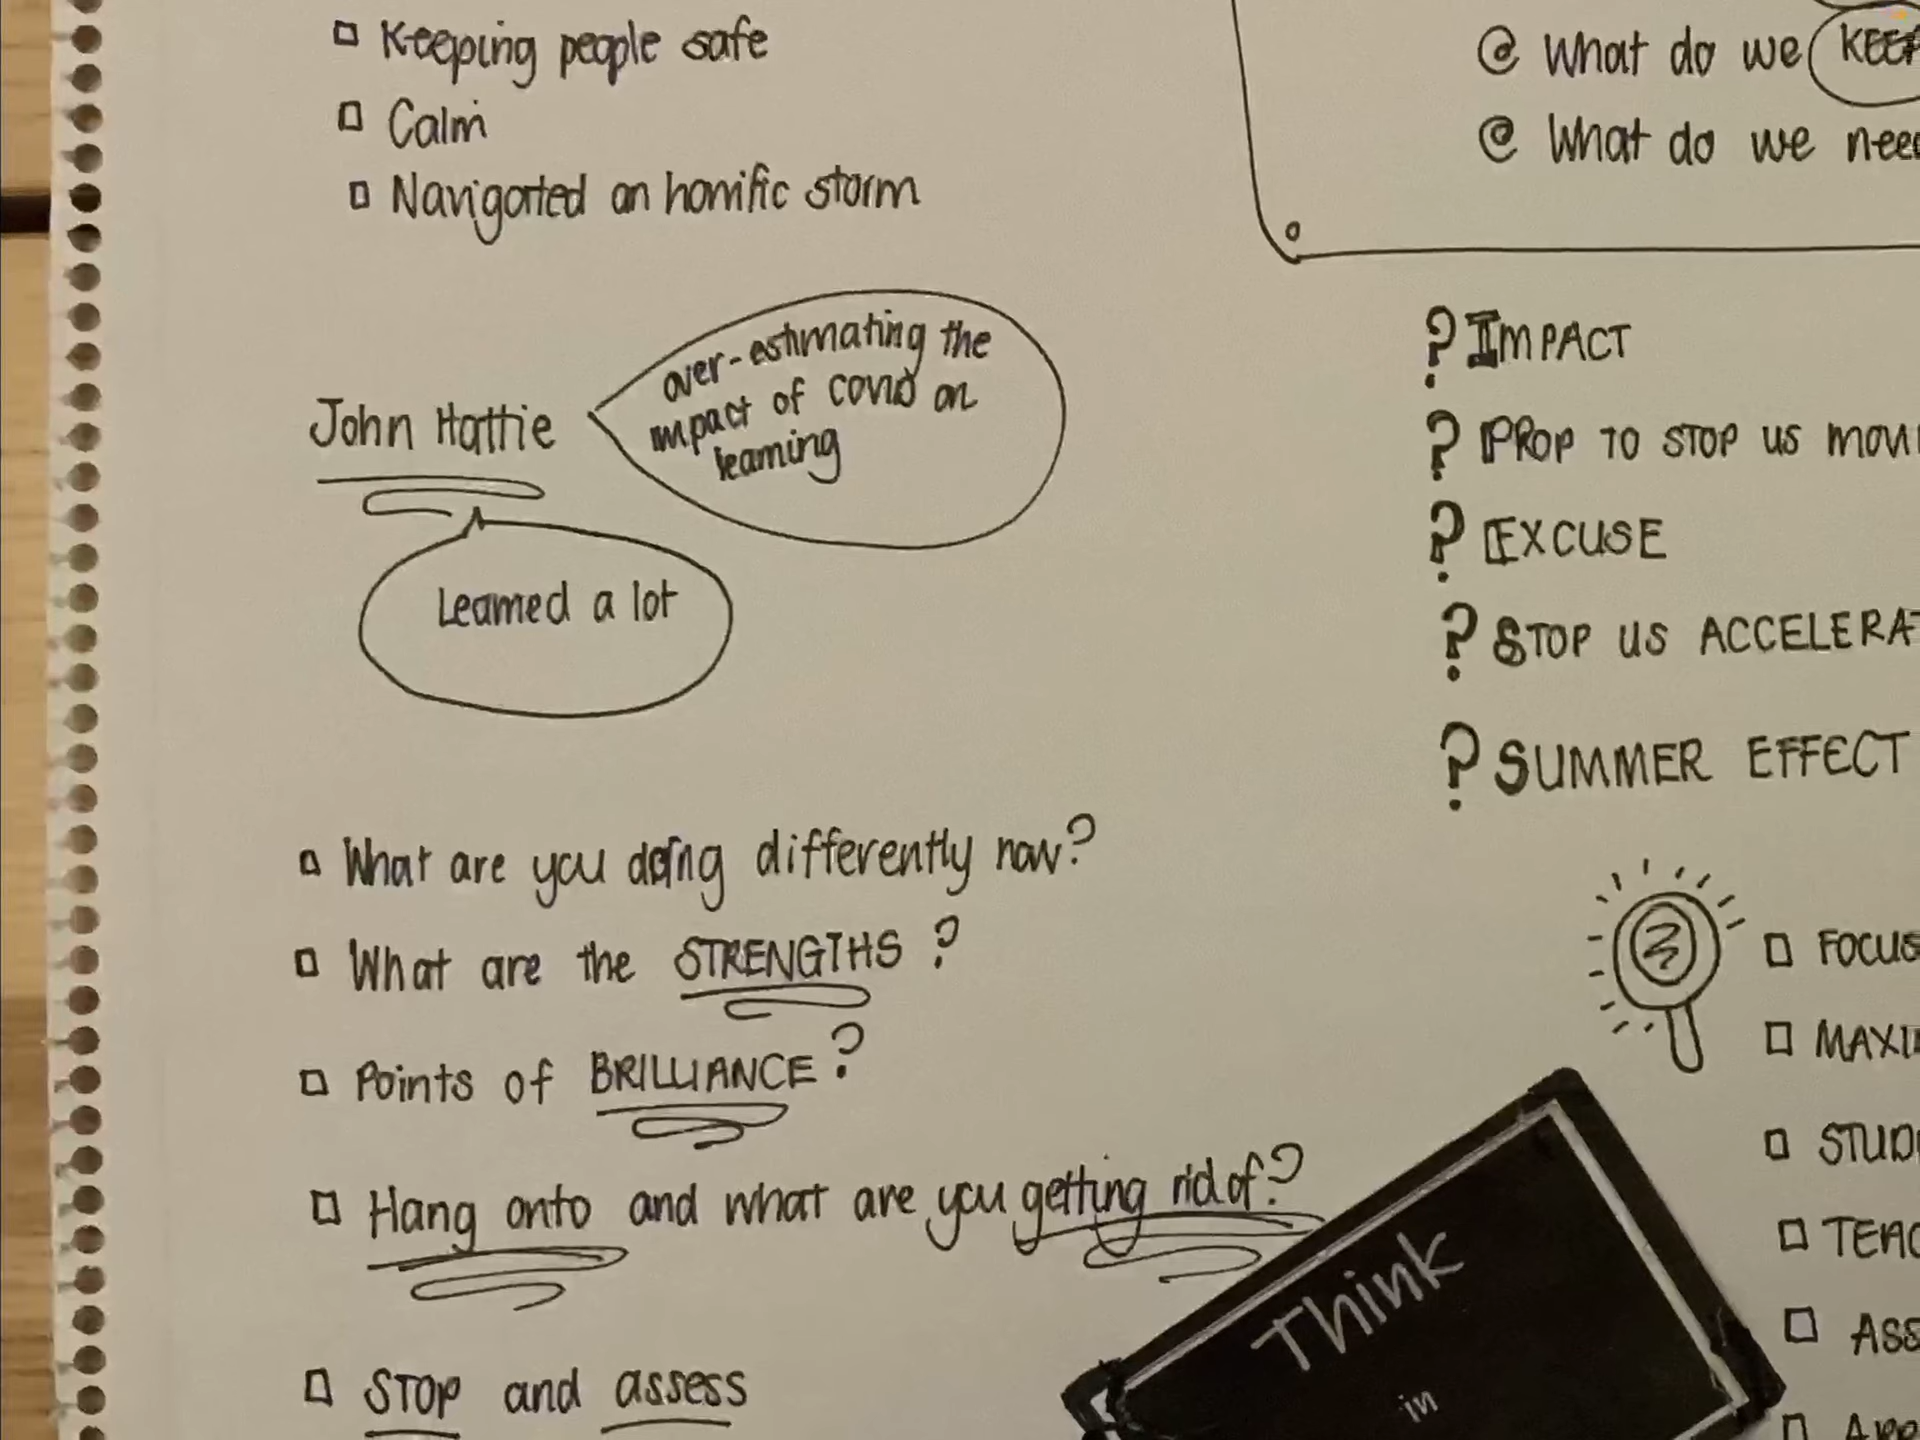 Keeping people safe
Calm
Navigated an horrific storm
John Hattie
over-estimating the
impact of covid on
learning
Learned a lot
What are you doing differently now?
What are the STRENGTHS?
Points of BRILLIANCE?
Hang onto and what are you getting rid of?
STOP and assess
@ What do we KEEP
@ What do we
? IMPACT
? PROP TO STOP US
? EXCUSE
? STOP US
? SUMMER EFFECT
Think
in